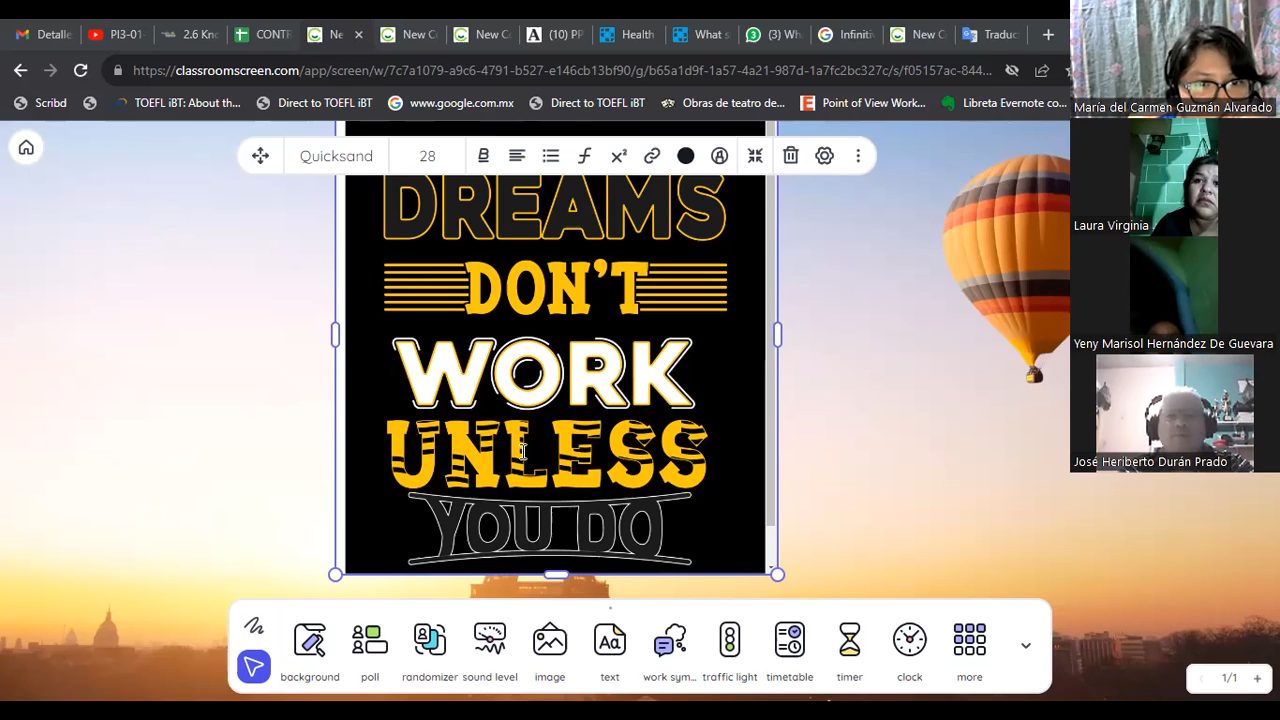 Detalle
PI3-01-
2.6 Kno
CONTR
Ne
New C
New C
(10) PP
Health
What s
(3) Wh
Infiniti
New C
Traduc
https://classroomscreen.com/app/screen/w/7c7a1079-a9c6-4791-b527-e146cb13bf90/g/b65a1d9f-1a57-4a21-987d-1a7fc2bc327c/s/f05157ac-844...
Scribd
TOEFL iBT: About th...
Direct to TOEFL iBT
www.google.com.mx
Direct to TOEFL iBT
Obras de teatro de...
Point of View Work...
Libreta Evernote co...
Quicksand
28
DREAMS
DON'T
WORK
UNLESS
YOU DO
María del Carmen Guzmán Alvarado
Laura Virginia
Yeny Marisol Hernández De Guevara
José Heriberto Durán Prado
background
poll
randomizer
sound level
image
Aa
text
work sym...
traffic light
timetable
timer
clock
more
1/1